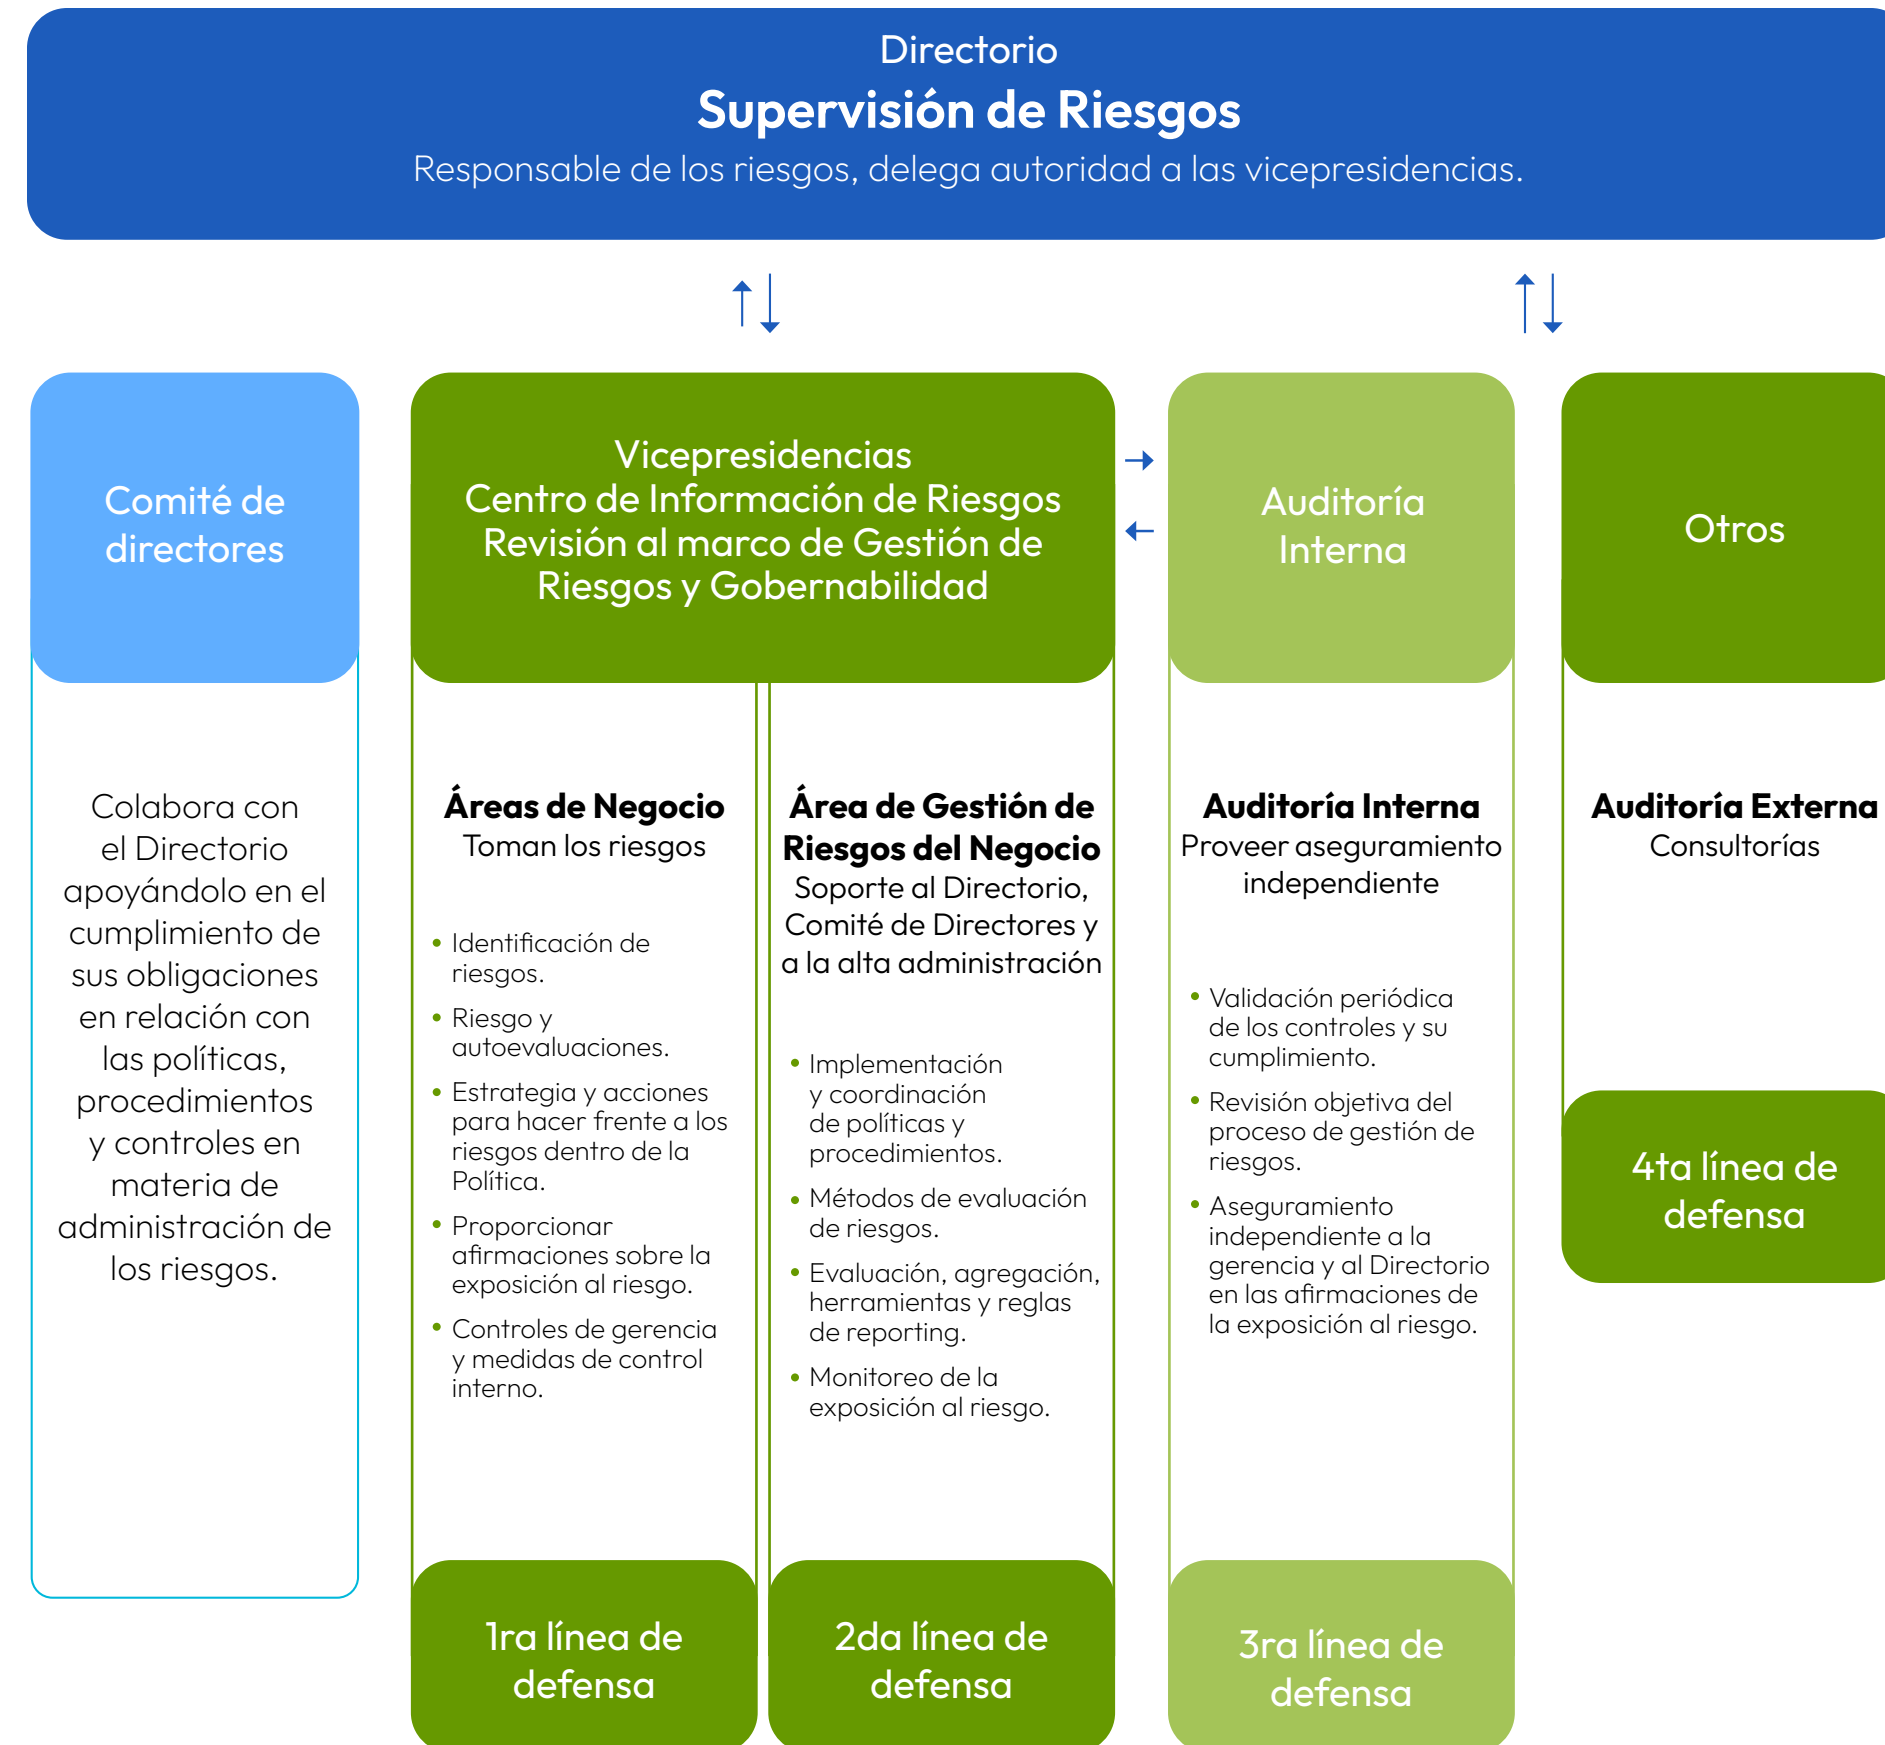 Directorio
Supervisión de Riesgos
Responsable de los riesgos, delega autoridad a las vicepresidencias.
Comité de
directores
Colabora con
el Directorio
apoyándolo en el
cumplimiento de
sus obligaciones
en relación con
las políticas,
procedimientos
y controles en
materia de
administración de
los riesgos.
Vicepresidencias
Centro de Información de Riesgos
Revisión al marco de Gestión de
Riesgos y Gobernabilidad
Áreas de Negocio
Toman los riesgos
• Identificación de
riesgos.
• Riesgo y
autoevaluaciones.
• Estrategia y acciones
para hacer frente a los
riesgos dentro de la
Política.
• Proporcionar
afirmaciones sobre la
exposición al riesgo.
• Controles de gerencia
y medidas de control
interno.
1ra línea de
defensa
Área de Gestión de
Riesgos del Negocio
Soporte al Directorio,
Comité de Directores y
a la alta administración
• Implementación
y coordinación
de políticas y
procedimientos.
• Métodos de evaluación
de riesgos.
• Evaluación, agregación,
herramientas y reglas
de reporting.
• Monitoreo de la
exposición al riesgo.
2da línea de
defensa
Auditoría
Interna
Auditoría Interna
Proveer aseguramiento
independiente
• Validación periódica
de los controles y su
cumplimiento.
• Revisión objetiva del
proceso de gestión de
riesgos.
• Aseguramiento
independiente a la
gerencia y al Directorio
en las afirmaciones de
la exposición al riesgo.
3ra línea de
defensa
Otros
Auditoría Externa
Consultorías
4ta línea de
defensa